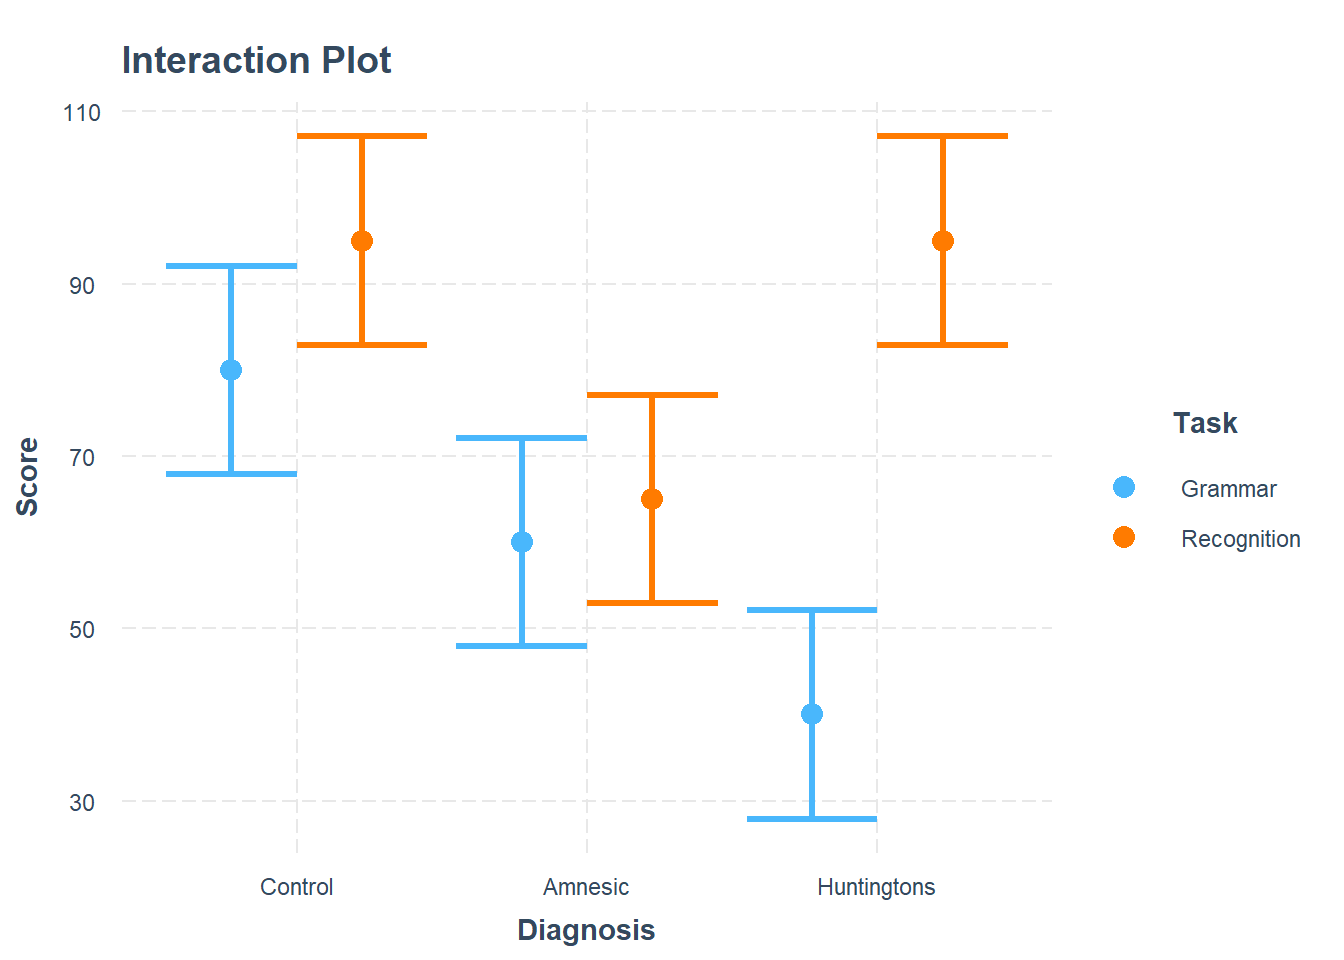 Interaction Plot
110
90
70
50
30
Score
Control
Amnesic
Huntingtons
Diagnosis
Task
Grammar
Recognition